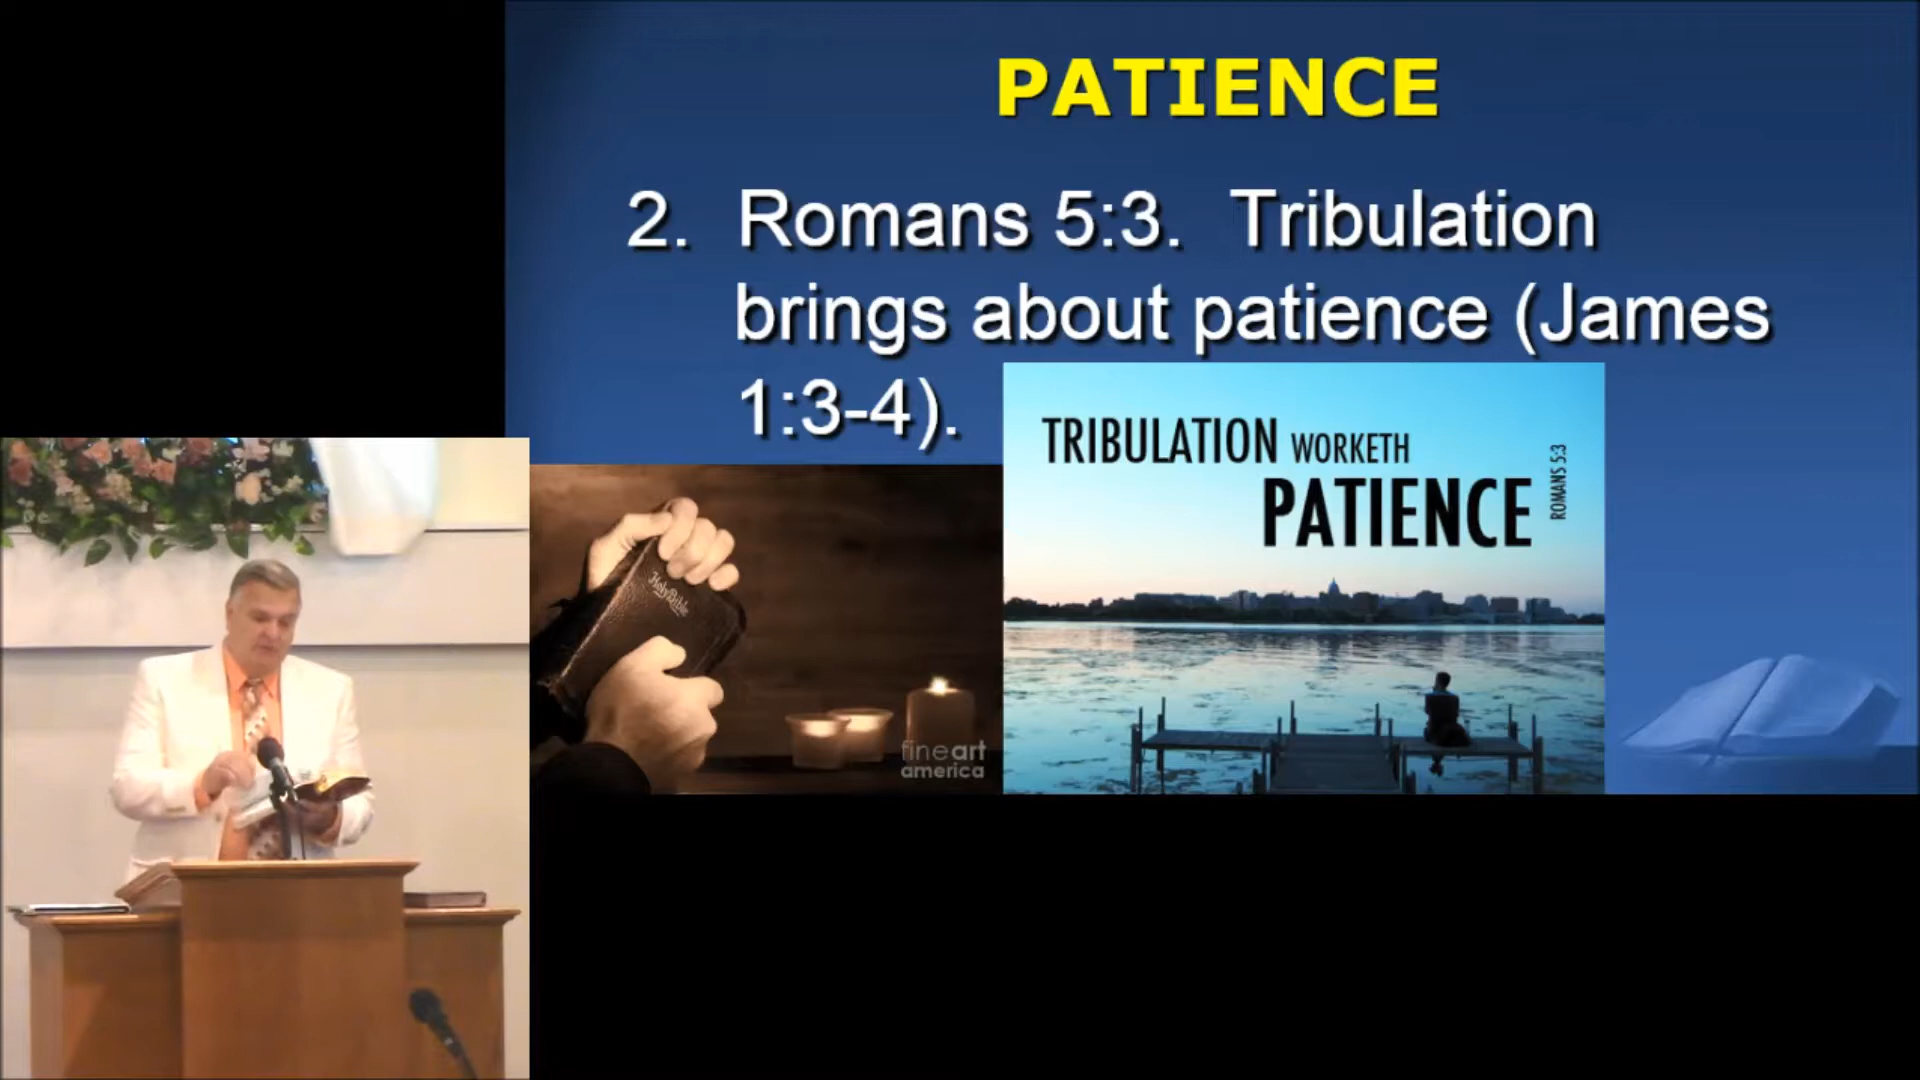 PATIENCE
2. Romans 5:3. Tribulation
brings about patience (James
1:3-4).
TRIBULATION WORKETH
PATIENCE
ROMANS 5:3
Holy Bible
fineart
america